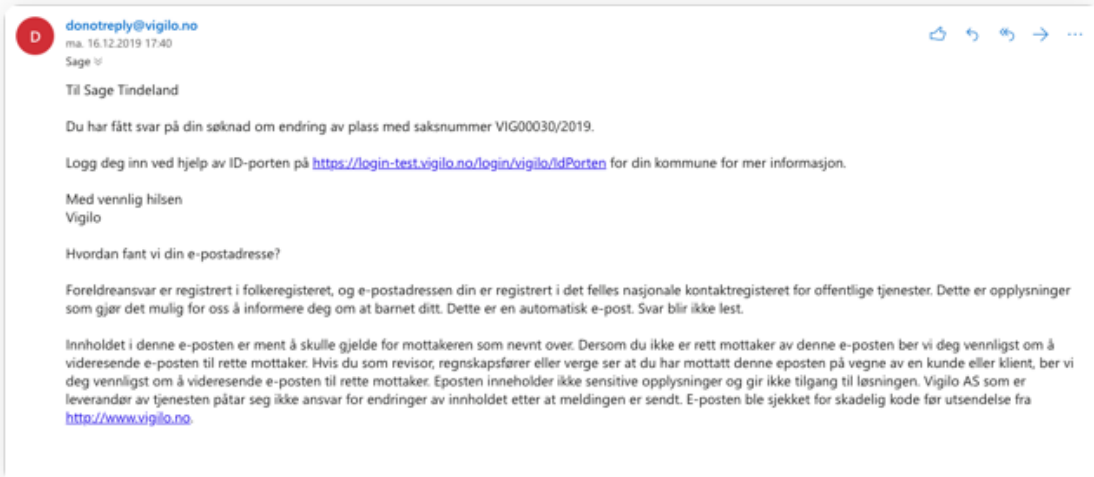 D
donotreply@vigilo.no
ma. 16.12.2019 17:40
Sage
Til Sage Tindeland
Du har fått svar på din søknad om endring av plass med saksnummer VIG00030/2019.
Logg deg inn ved hjelp av ID-porten på https://login-test.vigilo.no/login/vigilo/IdPorten for din kommune for mer informasjon.
Med vennlig hilsen
Vigilo
Hvordan fant vi din e-postadresse?
Foreldreansvar er registrert i folkeregisteret, og e-postadressen din er registrert i det felles nasjonale kontaktregisteret for offentlige tjenester. Dette er opplysninger
som gjør det mulig for oss å informere deg om at barnet ditt. Dette er en automatisk e-post. Svar blir ikke lest.
Innholdet i denne e-posten er ment å skulle gjelde for mottakeren som nevnt over. Dersom du ikke er rett mottaker av denne e-posten ber vi deg vennligst om å
videresende e-posten til rette mottaker. Hvis du som revisor, regnskapsfører eller verge ser at du har mottatt denne eposten på vegne av en kunde eller klient, ber vi
deg vennligst om å videresende e-posten til rette mottaker. Eposten inneholder ikke sensitive opplysninger og gir ikke tilgang til løsningen. Vigilo AS som er
leverandør av tjenesten påtar seg ikke ansvar for endringer av innholdet etter at meldingen er sendt. E-posten ble sjekket for skadelig kode før utsendelse fra
http://www.vigilo.no.